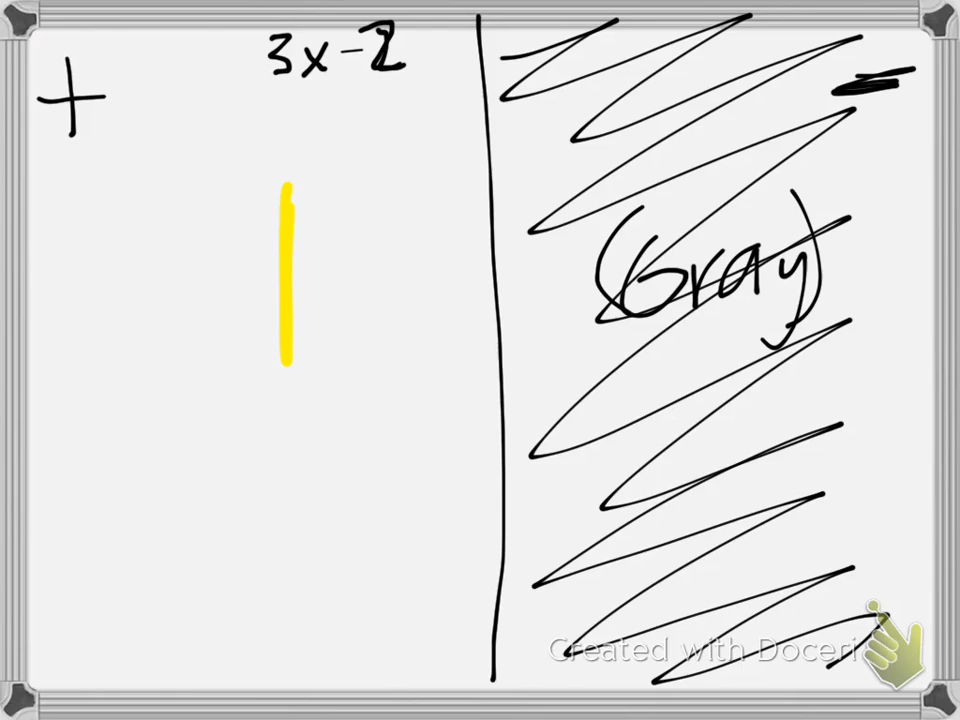 + 3x-2 -
(Gray)
Created with Doceri